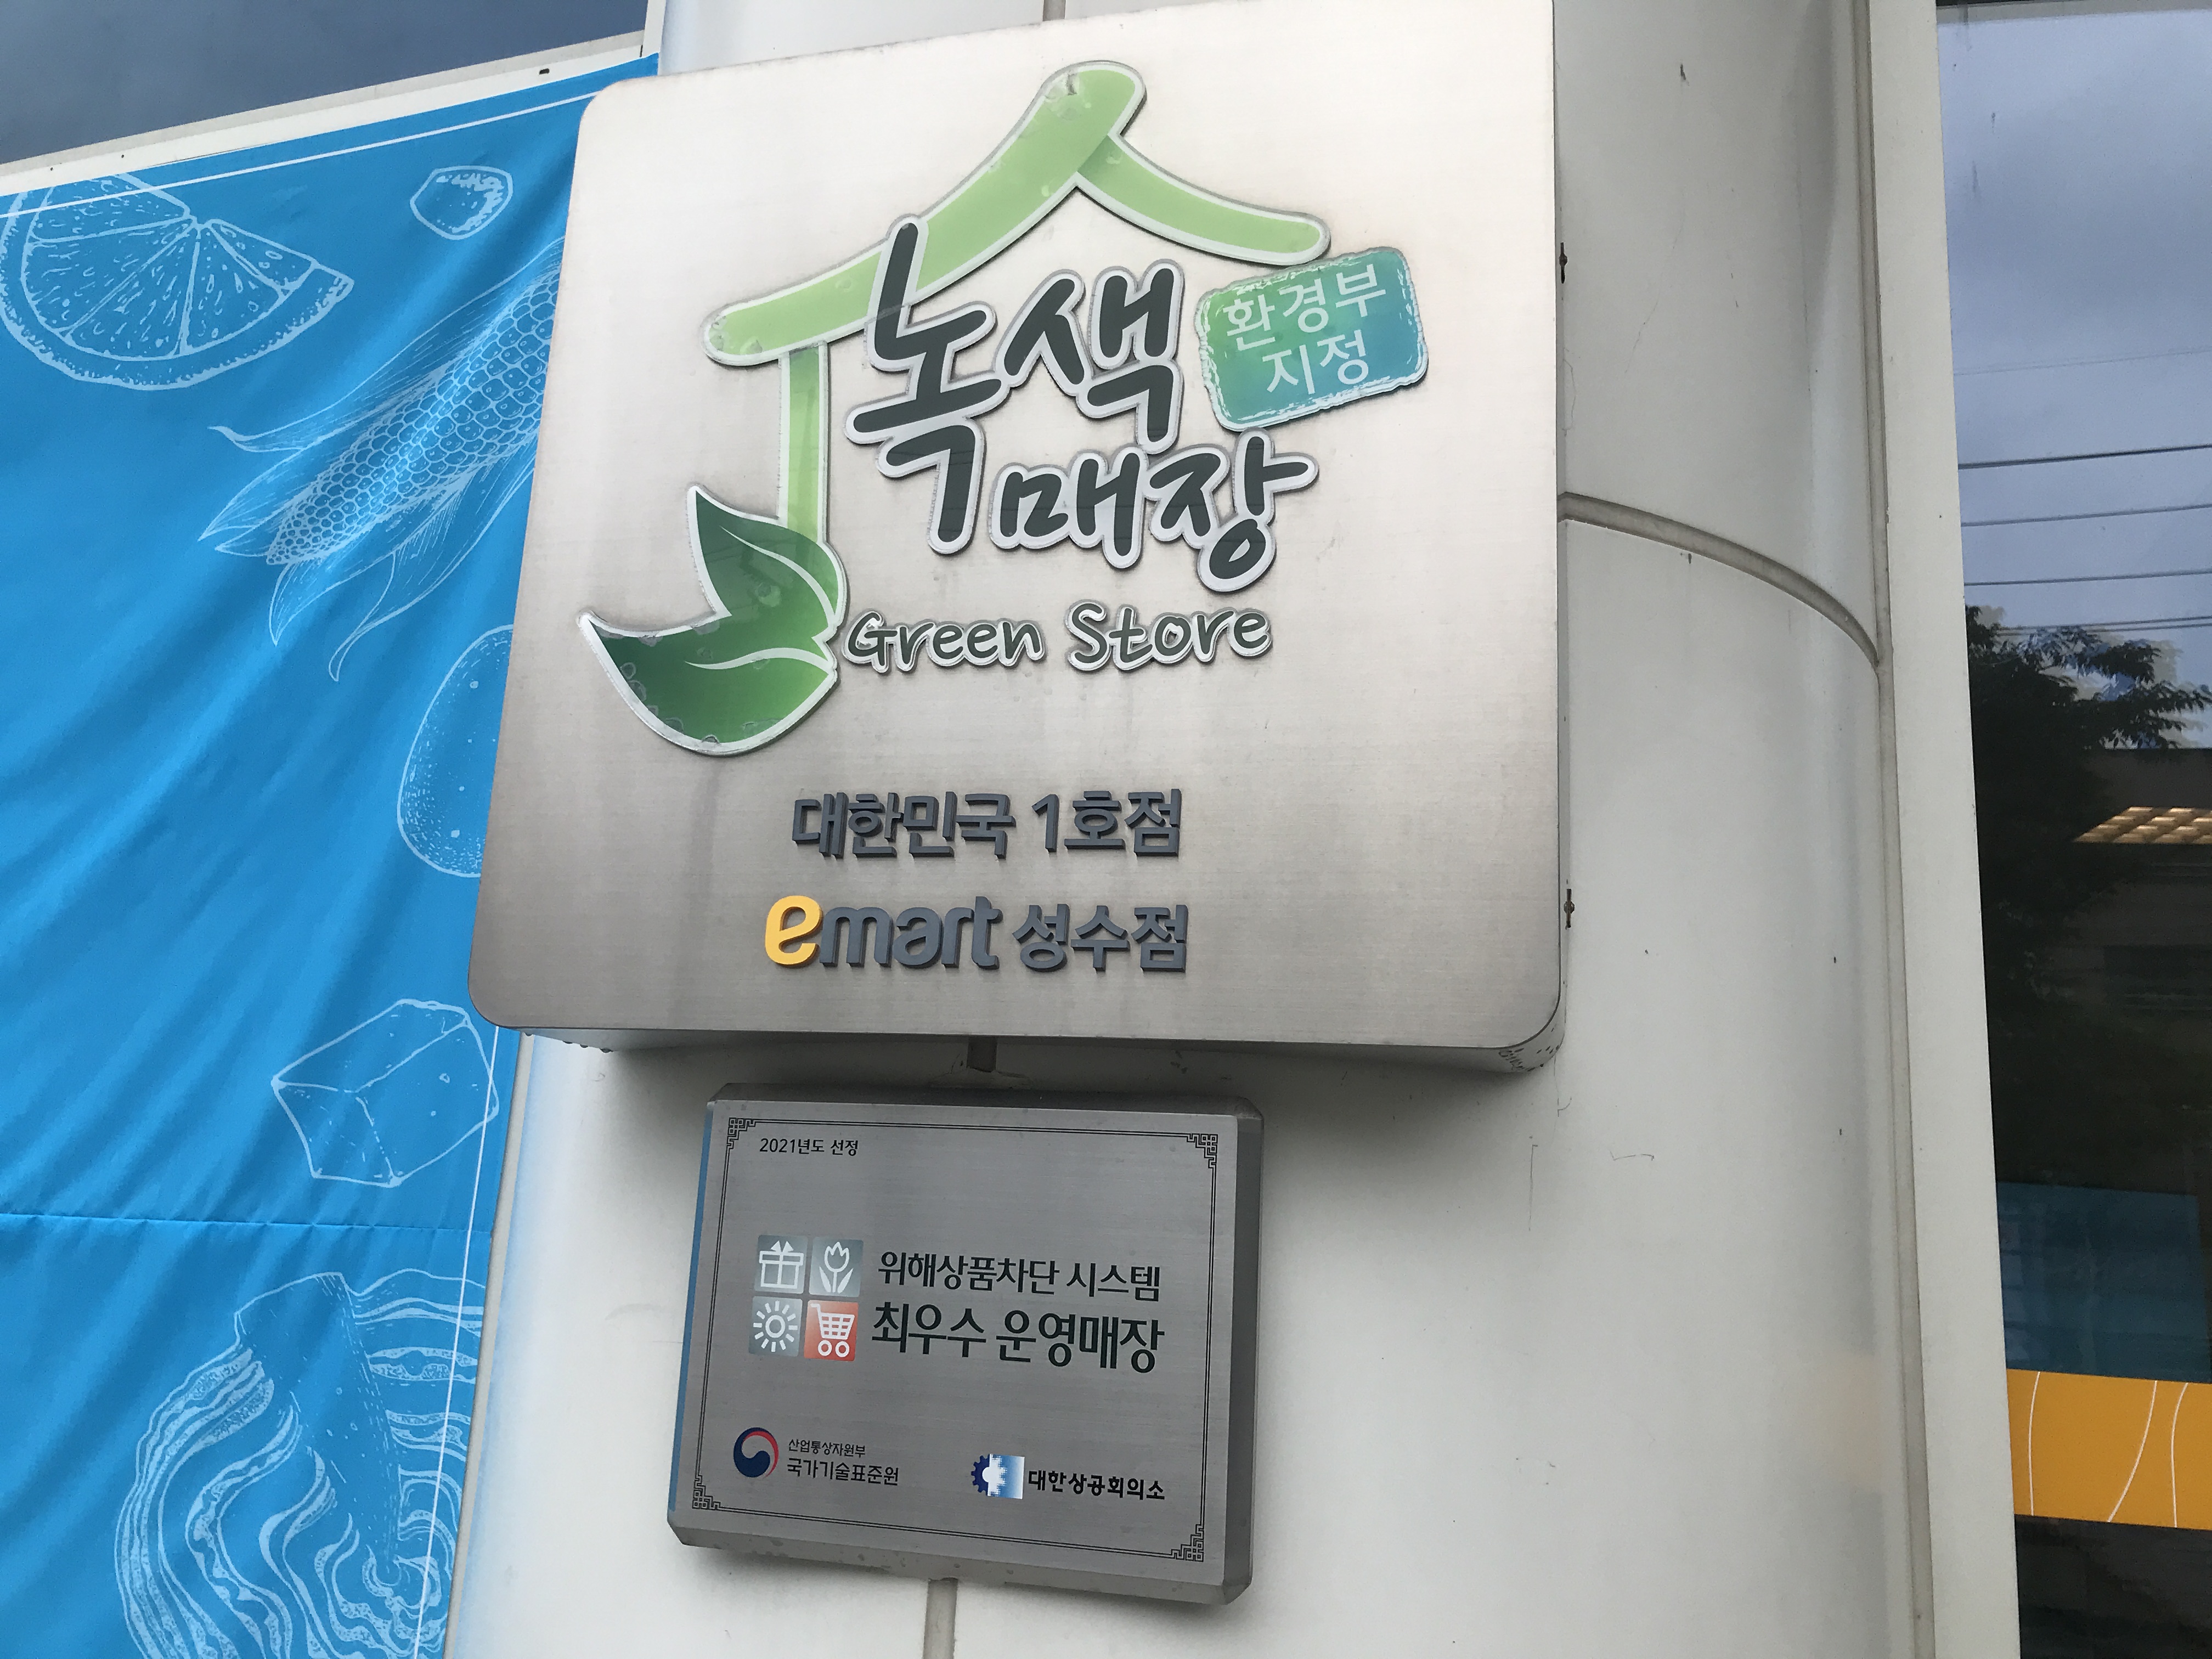 녹색
환경부
지정
매장
Green Store
대한민국 1호점
emart 성수점
2021년도 선정
위해상품차단 시스템
최우수 운영매장
산업통상자원부
국가기술표준원
대한상공회의소